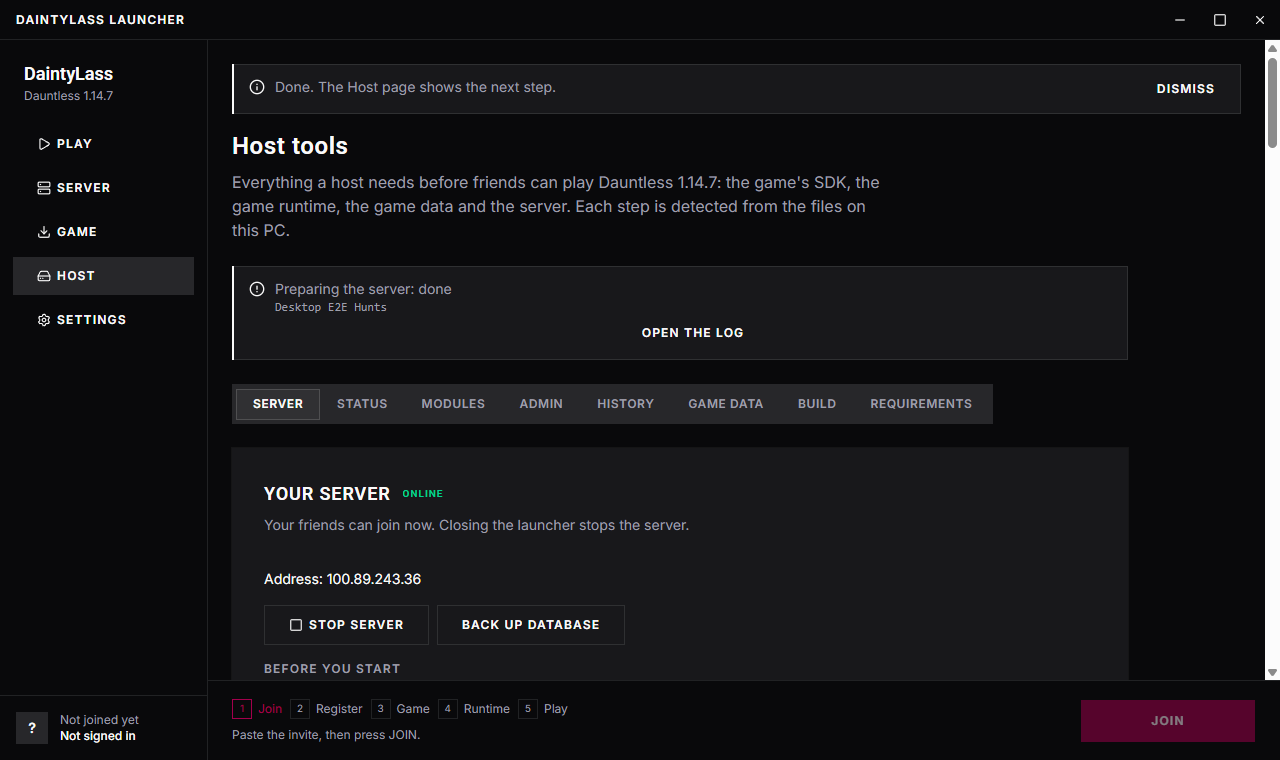 DAINTYLASS LAUNCHER
DaintyLass
Dauntless 1.14.7
PLAY
SERVER
GAME
HOST
SETTINGS
?
Not joined yet
Not signed in
Done. The Host page shows the next step.
DISMISS
Host tools
Everything a host needs before friends can play Dauntless 1.14.7: the game's SDK, the
game runtime, the game data and the server. Each step is detected from the files on
this PC.
Preparing the server: done
Desktop E2E Hunts
OPEN THE LOG
SERVER STATUS MODULES ADMIN HISTORY GAME DATA BUILD REQUIREMENTS
YOUR SERVER ONLINE
Your friends can join now. Closing the launcher stops the server.
Address: 100.89.243.36
STOP SERVER BACK UP DATABASE
BEFORE YOU START
1 Join 2 Register 3 Game 4 Runtime 5 Play
Paste the invite, then press JOIN.
JOIN